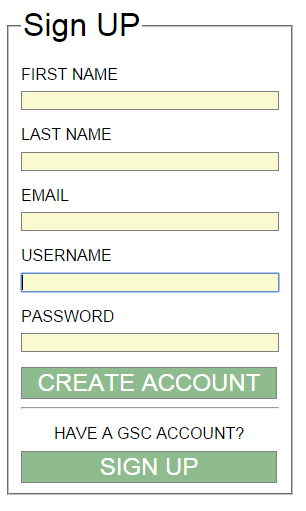 Sign UP
FIRST NAME
LAST NAME
EMAIL
USERNAME
PASSWORD
CREATE ACCOUNT
HAVE A GSC ACCOUNT?
SIGN UP